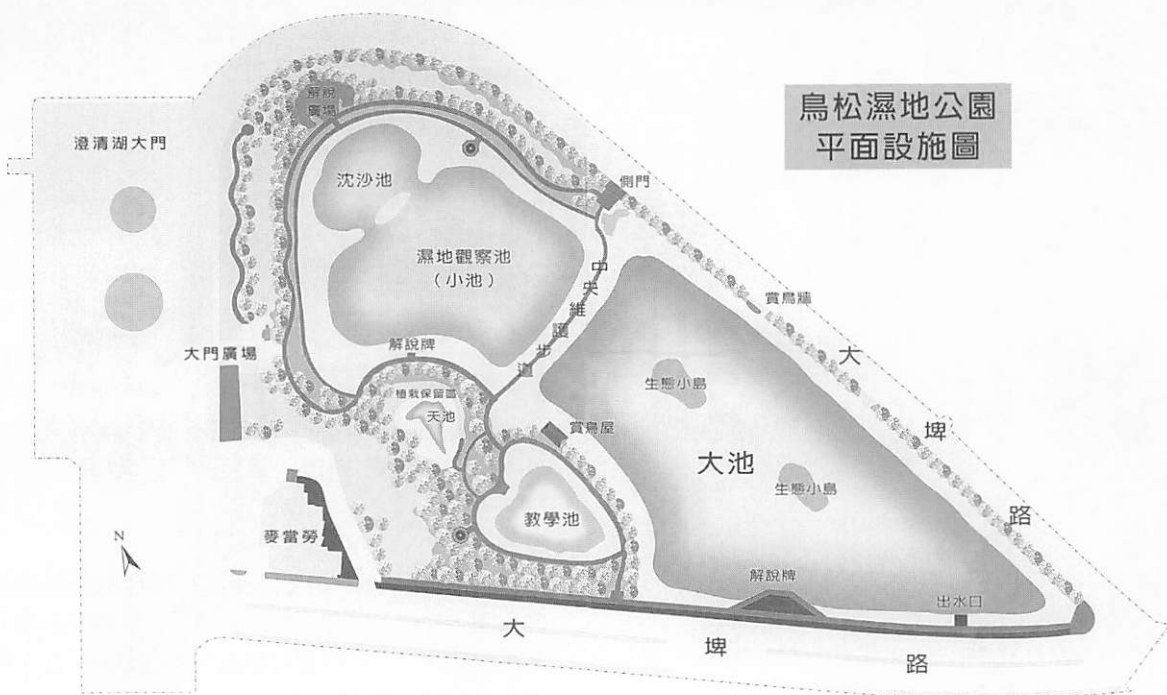 鳥松濕地公園
平面設施圖
解說
廣場
澄清湖大門
沈沙池
側門
濕地觀察池
（小池）
中央維護步道
賞鳥牆
大門廣場
解說牌
大埤路
生態小島
植栽保留區
天池
賞鳥屋
大池
生態小島
教學池
麥當勞
N
解說牌
出水口
大埤路